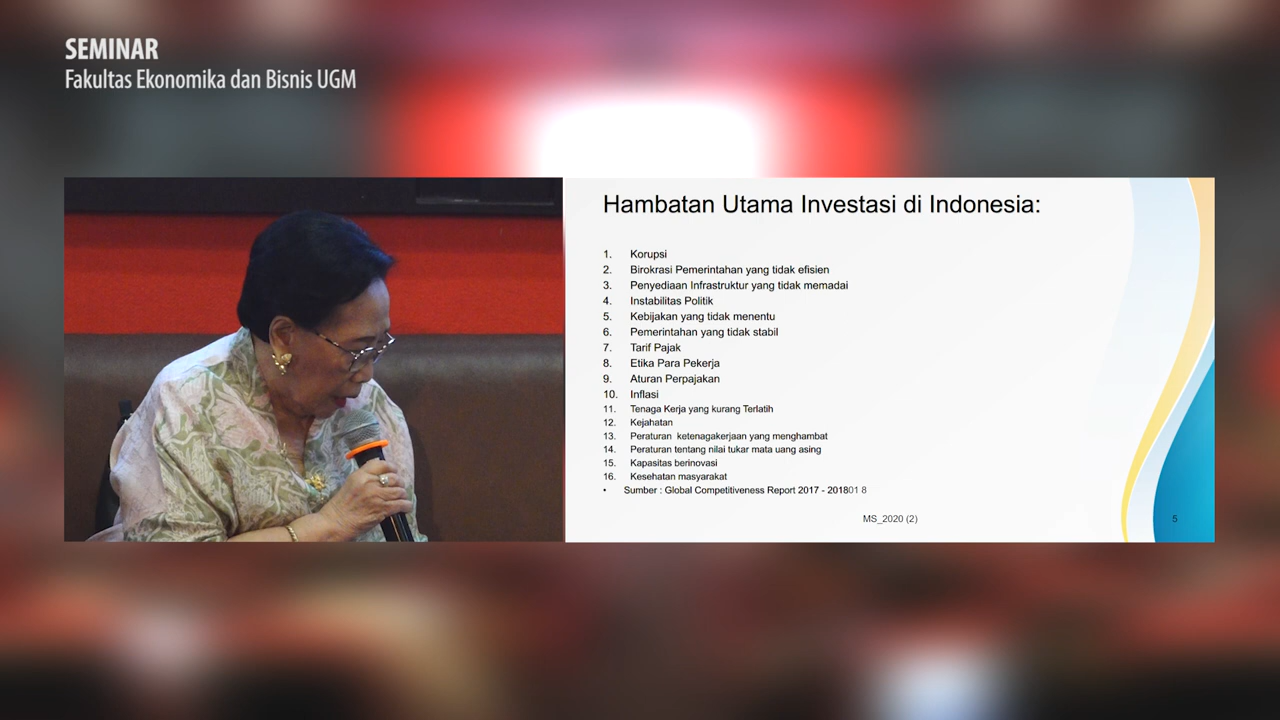 SEMINAR
Fakultas Ekonomika dan Bisnis UGM
Hambatan Utama Investasi di Indonesia:
1. Korupsi
2. Birokrasi Pemerintahan yang tidak efisien
3. Penyediaan Infrastruktur yang tidak memadai
4. Instabilitas Politik
5. Kebijakan yang tidak menentu
6. Pemerintahan yang tidak stabil
7. Tarif Pajak
8. Etika Para Pekerja
9. Aturan Perpajakan
10. Inflasi
11. Tenaga Kerja yang kurang Terlatih
12. Kejahatan
13. Peraturan ketenagakerjaan yang menghambat
14. Peraturan tentang nilai tukar mata uang asing
15. Kapasitas berinovasi
16. Kesehatan masyarakat
• Sumber : Global Competitiveness Report 2017 - 201801 8
MS_2020 (2)
5